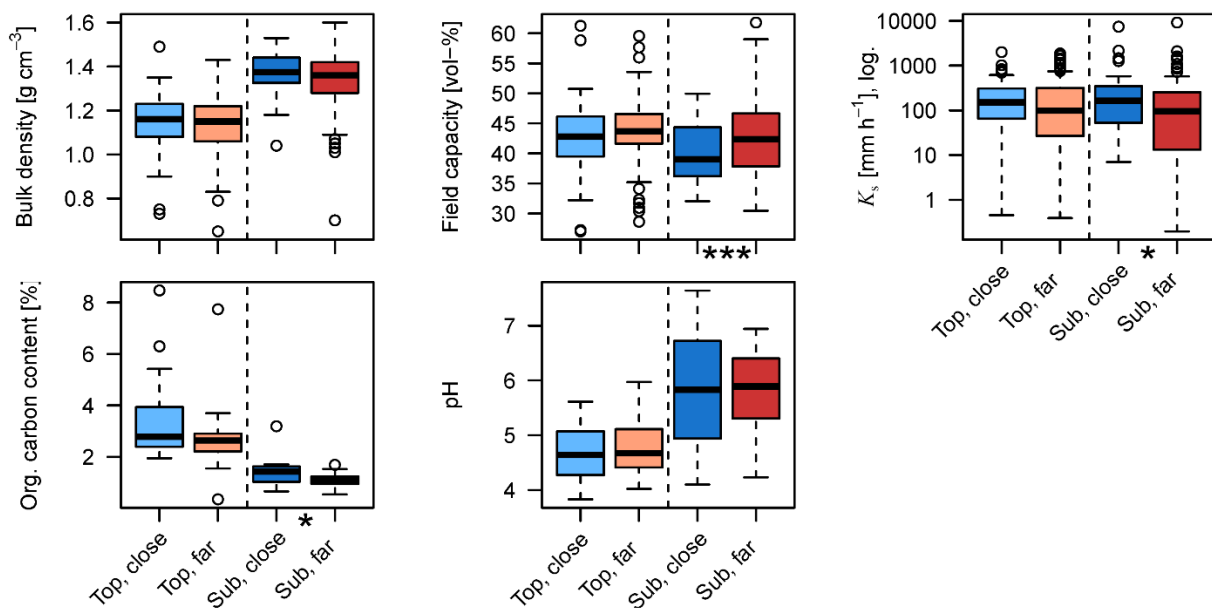 Bulk density [g cm⁻³]
1.6
1.4
1.2
1.0
0.8
Field capacity [vol−%]
60
55
50
45
40
35
30
***
Kₛ [mm h⁻¹], log.
10000
1000
100
10
1
*
Top, close
Top, far
Sub, close
Sub, far
Org. carbon content [%]
8
6
4
2
*
Top, close
Top, far
Sub, close
Sub, far
pH
7
6
5
4
Top, close
Top, far
Sub, close
Sub, far